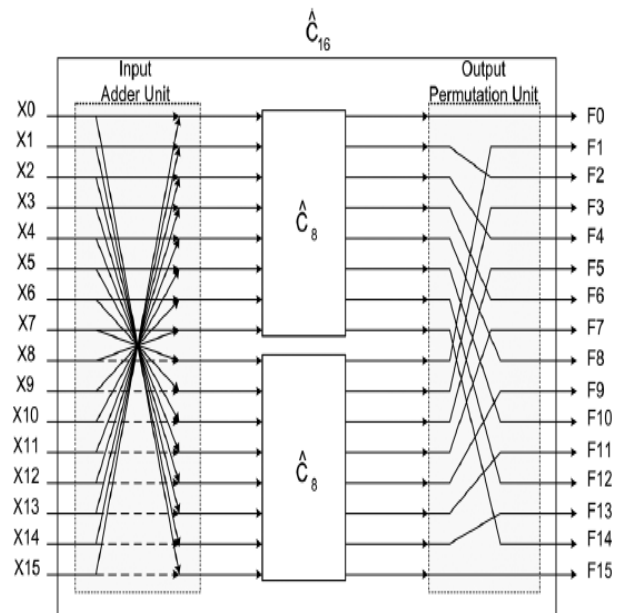 Ĉ16
Input
Adder Unit
Output
Permutation Unit
X0
X1
X2
X3
X4
X5
X6
X7
X8
X9
X10
X11
X12
X13
X14
X15
Ĉ8
Ĉ8
F0
F1
F2
F3
F4
F5
F6
F7
F8
F9
F10
F11
F12
F13
F14
F15